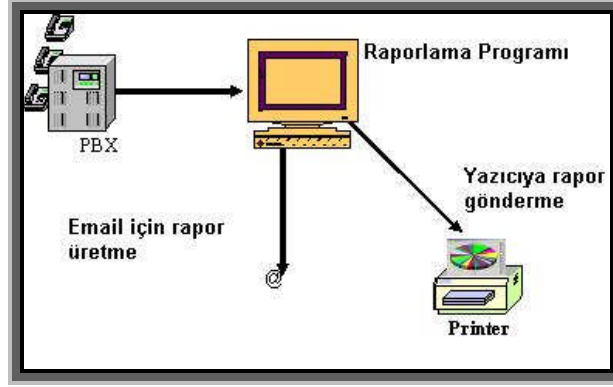 Raporlama Programı
PBX
Yazıcıya rapor
gönderme
Email için rapor
üretme
@
Printer